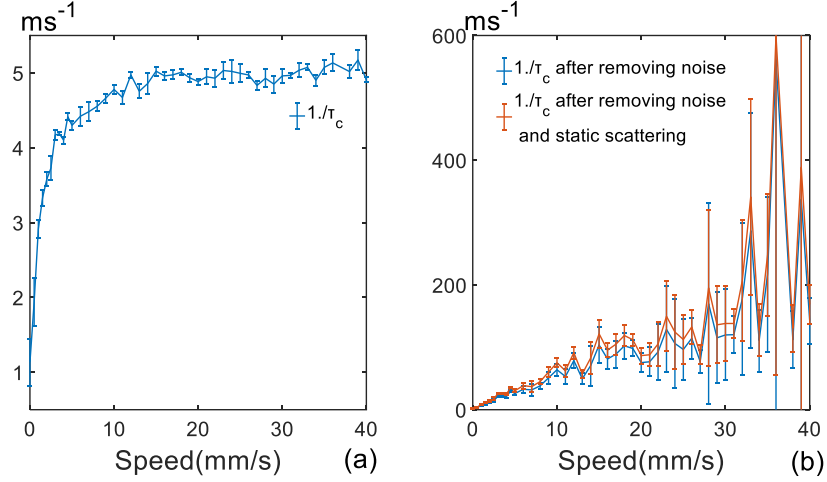 ms⁻¹
5
4
3
2
1
0
10
20
30
40
Speed(mm/s)
(a)
1./τc
ms⁻¹
600
400
200
0
0
10
20
30
40
Speed(mm/s)
(b)
1./τc after removing noise
1./τc after removing noise
and static scattering